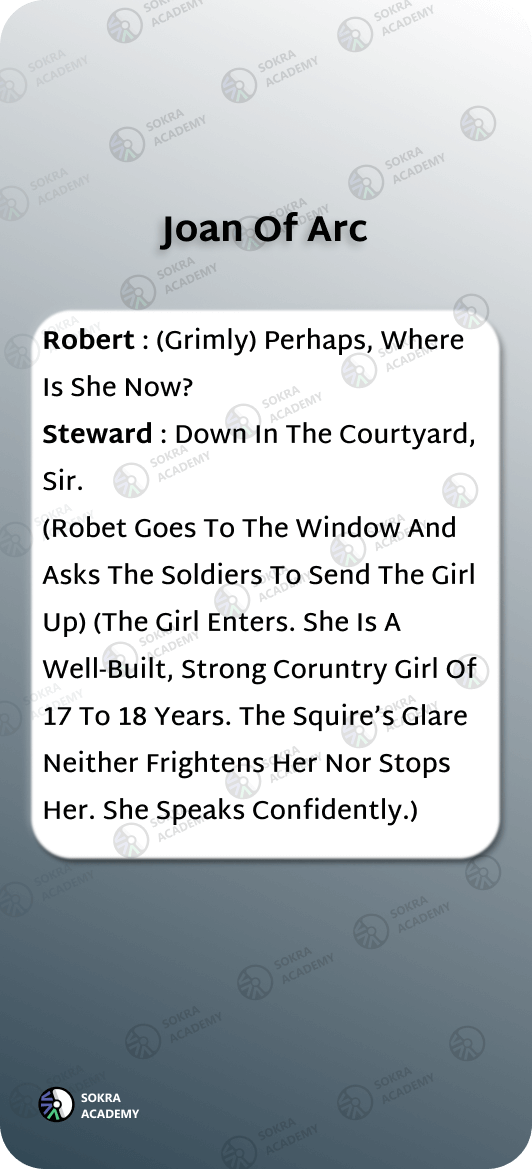 Joan Of Arc
Robert : (Grimly) Perhaps, Where
Is She Now?
Steward : Down In The Courtyard,
Sir.
(Robet Goes To The Window And
Asks The Soldiers To Send The Girl
Up) (The Girl Enters. She Is A
Well-Built, Strong Coruntry Girl Of
17 To 18 Years. The Squire’s Glare
Neither Frightens Her Nor Stops
Her. She Speaks Confidently.)
SOKRA
ACADEMY